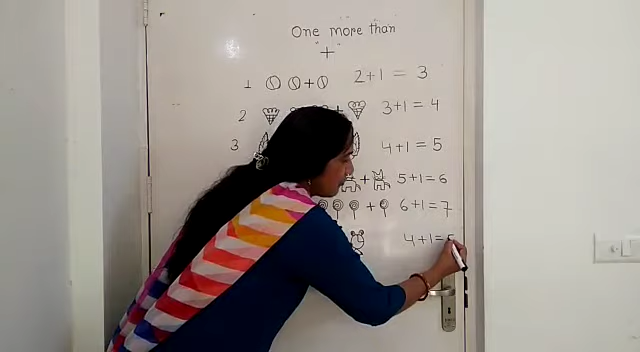 One more than
"+"
1 + 2+1 = 3
2 + 3+1 = 4
3 4+1 = 5
+ 5+1=6
+ 6+1=7
4+1=5